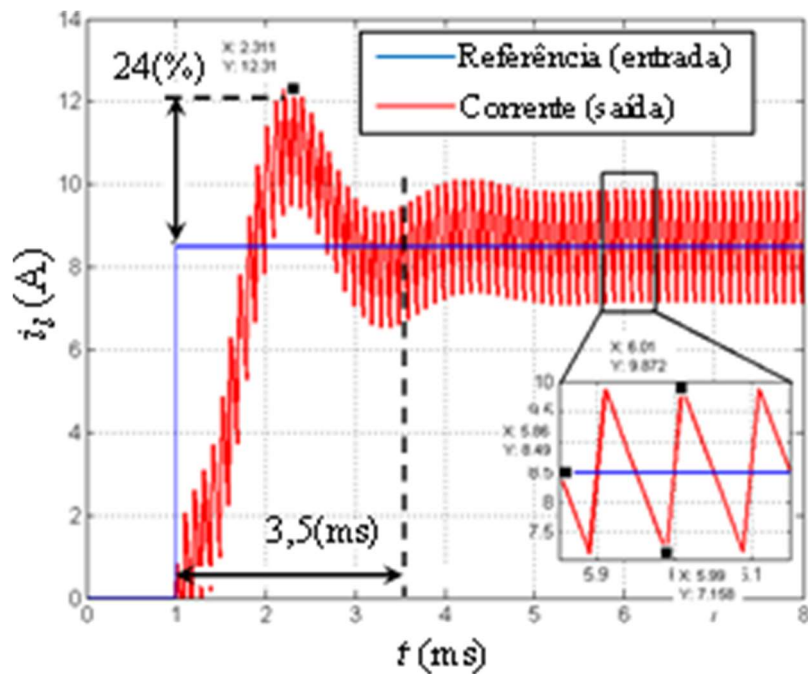 14
12
10
8
6
4
2
0
i_l (A)
24(%)
X: 2.311
Y: 12.31
Referência (entrada)
Corrente (saída)
3,5(ms)
X: 6.01
Y: 9.872
10
9.5
X: 5.86
Y: 8.49
8.5
8
7.5
5.9
X: 5.99
Y: 7.158
0
1
2
3
4
5
6
8
t (ms)